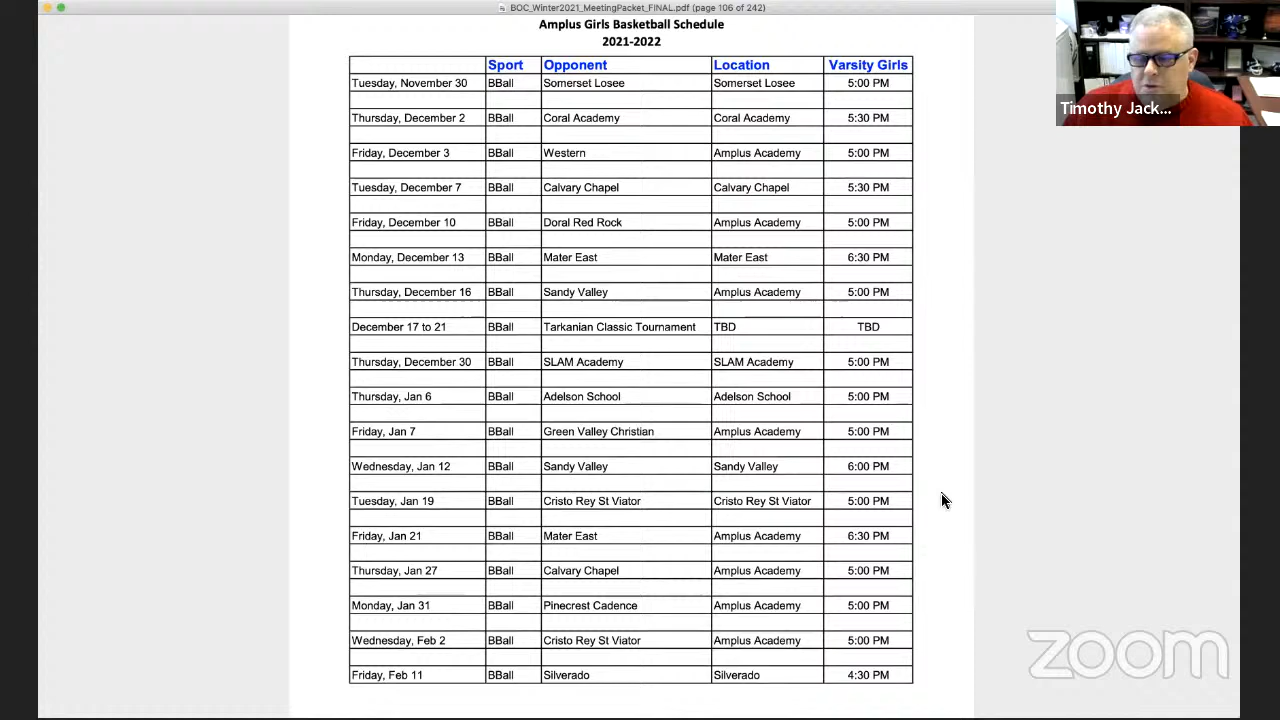 BOC_Winter2021_MeetingPacket_FINAL.pdf (page 106 of 242)
Amplus Girls Basketball Schedule
2021-2022
Sport Opponent Location Varsity Girls
Tuesday, November 30 BBall Somerset Losee Somerset Losee 5:00 PM
Thursday, December 2 BBall Coral Academy Coral Academy 5:30 PM
Friday, December 3 BBall Western Amplus Academy 5:00 PM
Tuesday, December 7 BBall Calvary Chapel Calvary Chapel 5:30 PM
Friday, December 10 BBall Doral Red Rock Amplus Academy 5:00 PM
Monday, December 13 BBall Mater East Mater East 6:30 PM
Thursday, December 16 BBall Sandy Valley Amplus Academy 5:00 PM
December 17 to 21 BBall Tarkanian Classic Tournament TBD TBD
Thursday, December 30 BBall SLAM Academy SLAM Academy 5:00 PM
Thursday, Jan 6 BBall Adelson School Adelson School 5:00 PM
Friday, Jan 7 BBall Green Valley Christian Amplus Academy 5:00 PM
Wednesday, Jan 12 BBall Sandy Valley Sandy Valley 6:00 PM
Tuesday, Jan 19 BBall Cristo Rey St Viator Cristo Rey St Viator 5:00 PM
Friday, Jan 21 BBall Mater East Amplus Academy 6:30 PM
Thursday, Jan 27 BBall Calvary Chapel Amplus Academy 5:00 PM
Monday, Jan 31 BBall Pinecrest Cadence Amplus Academy 5:00 PM
Wednesday, Feb 2 BBall Cristo Rey St Viator Amplus Academy 5:00 PM
Friday, Feb 11 BBall Silverado Silverado 4:30 PM
Timothy Jack...
zoom